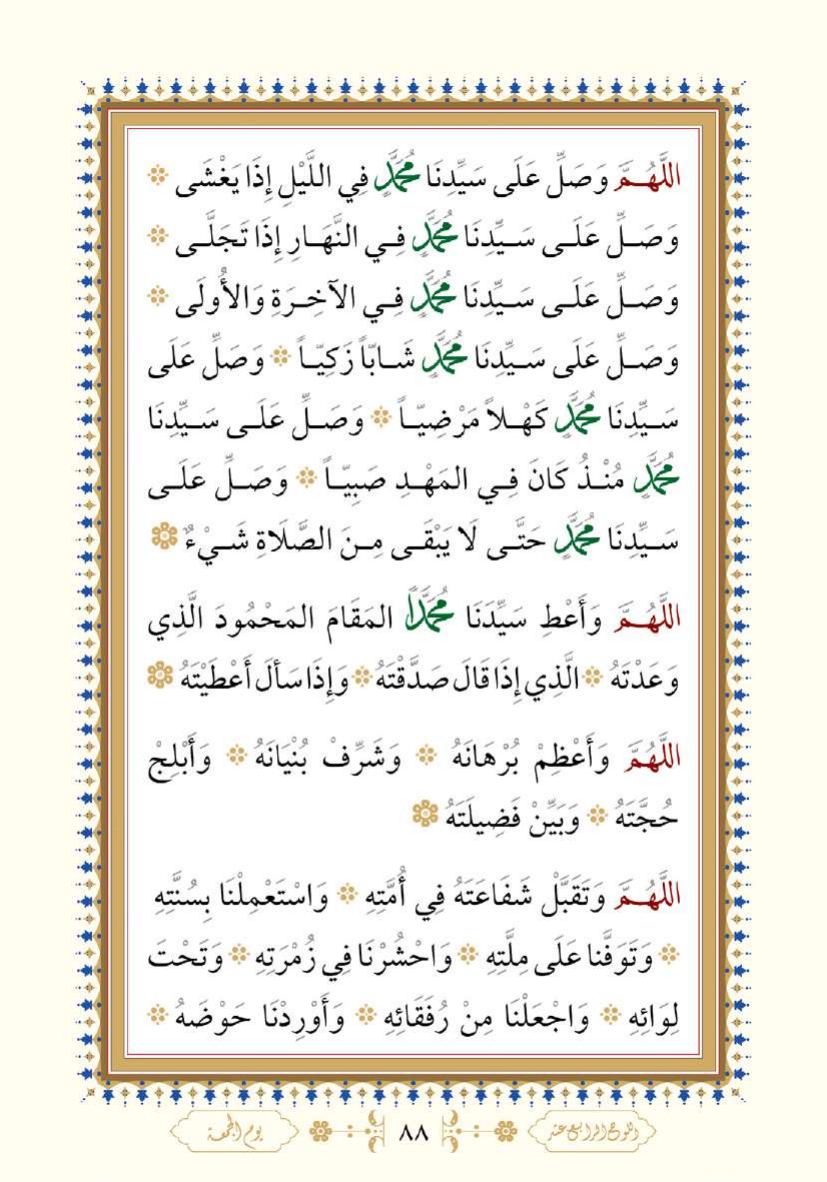 اللَّهُمَّ وَصَلِّ عَلَى سَيِّدِنَا مُحَمَّدٍ فِي اللَّيْلِ إِذَا يَغْشَى
وَصَلِّ عَلَى سَيِّدِنَا مُحَمَّدٍ فِي النَّهَارِ إِذَا تَجَلَّى
وَصَلِّ عَلَى سَيِّدِنَا مُحَمَّدٍ فِي الآخِرَةِ وَالأُولَى
وَصَلِّ عَلَى سَيِّدِنَا مُحَمَّدٍ شَابّاً زَكِيّاً وَصَلِّ عَلَى
سَيِّدِنَا مُحَمَّدٍ كَهْلاً مَرْضِيّاً وَصَلِّ عَلَى سَيِّدِنَا
مُحَمَّدٍ مُنْذُ كَانَ فِي المَهْدِ صَبِيّاً وَصَلِّ عَلَى
سَيِّدِنَا مُحَمَّدٍ حَتَّى لَا يَبْقَى مِنَ الصَّلَاةِ شَيْءٌ
اللَّهُمَّ وَأَعْطِ سَيِّدَنَا مُحَمَّداً المَقَامَ المَحْمُودَ الَّذِي
وَعَدْتَهُ الَّذِي إِذَا قَالَ صَدَّقْتَهُ وَإِذَا سَأَلَ أَعْطَيْتَهُ
اللَّهُمَّ وَأَعْظِمْ بُرْهَانَهُ وَشَرِّفْ بُنْيَانَهُ وَأَبْلِجْ
حُجَّتَهُ وَبَيِّنْ فَضِيلَتَهُ
اللَّهُمَّ وَتَقَبَّلْ شَفَاعَتَهُ فِي أُمَّتِهِ وَاسْتَعْمِلْنَا بِسُنَّتِهِ
وَتَوَفَّنا عَلَى مِلَّتِهِ وَاحْشُرْنَا فِي زُمْرَتِهِ وَتَحْتَ
لِوَائِهِ وَاجْعَلْنَا مِنْ رُفَقَائِهِ وَأَوْرِدْنَا حَوْضَهُ
اللوح الرابع عشر ٨٨ يوم الجمعة